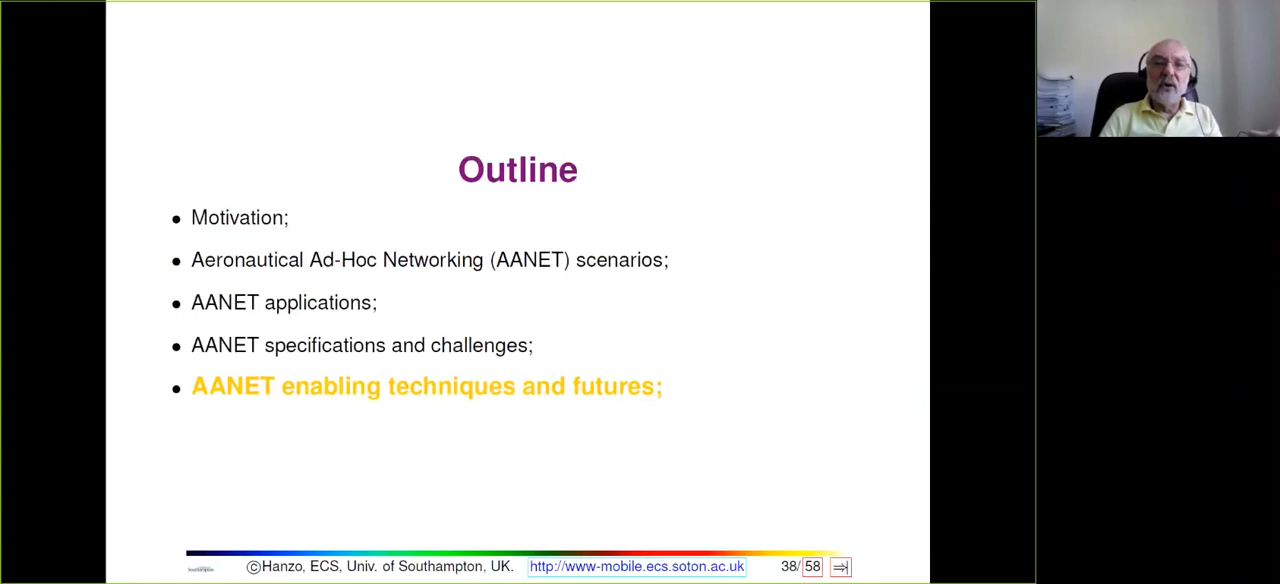 Outline
• Motivation;
• Aeronautical Ad-Hoc Networking (AANET) scenarios;
• AANET applications;
• AANET specifications and challenges;
• AANET enabling techniques and futures;
Southampton ©Hanzo, ECS, Univ. of Southampton, UK. http://www-mobile.ecs.soton.ac.uk 38/58